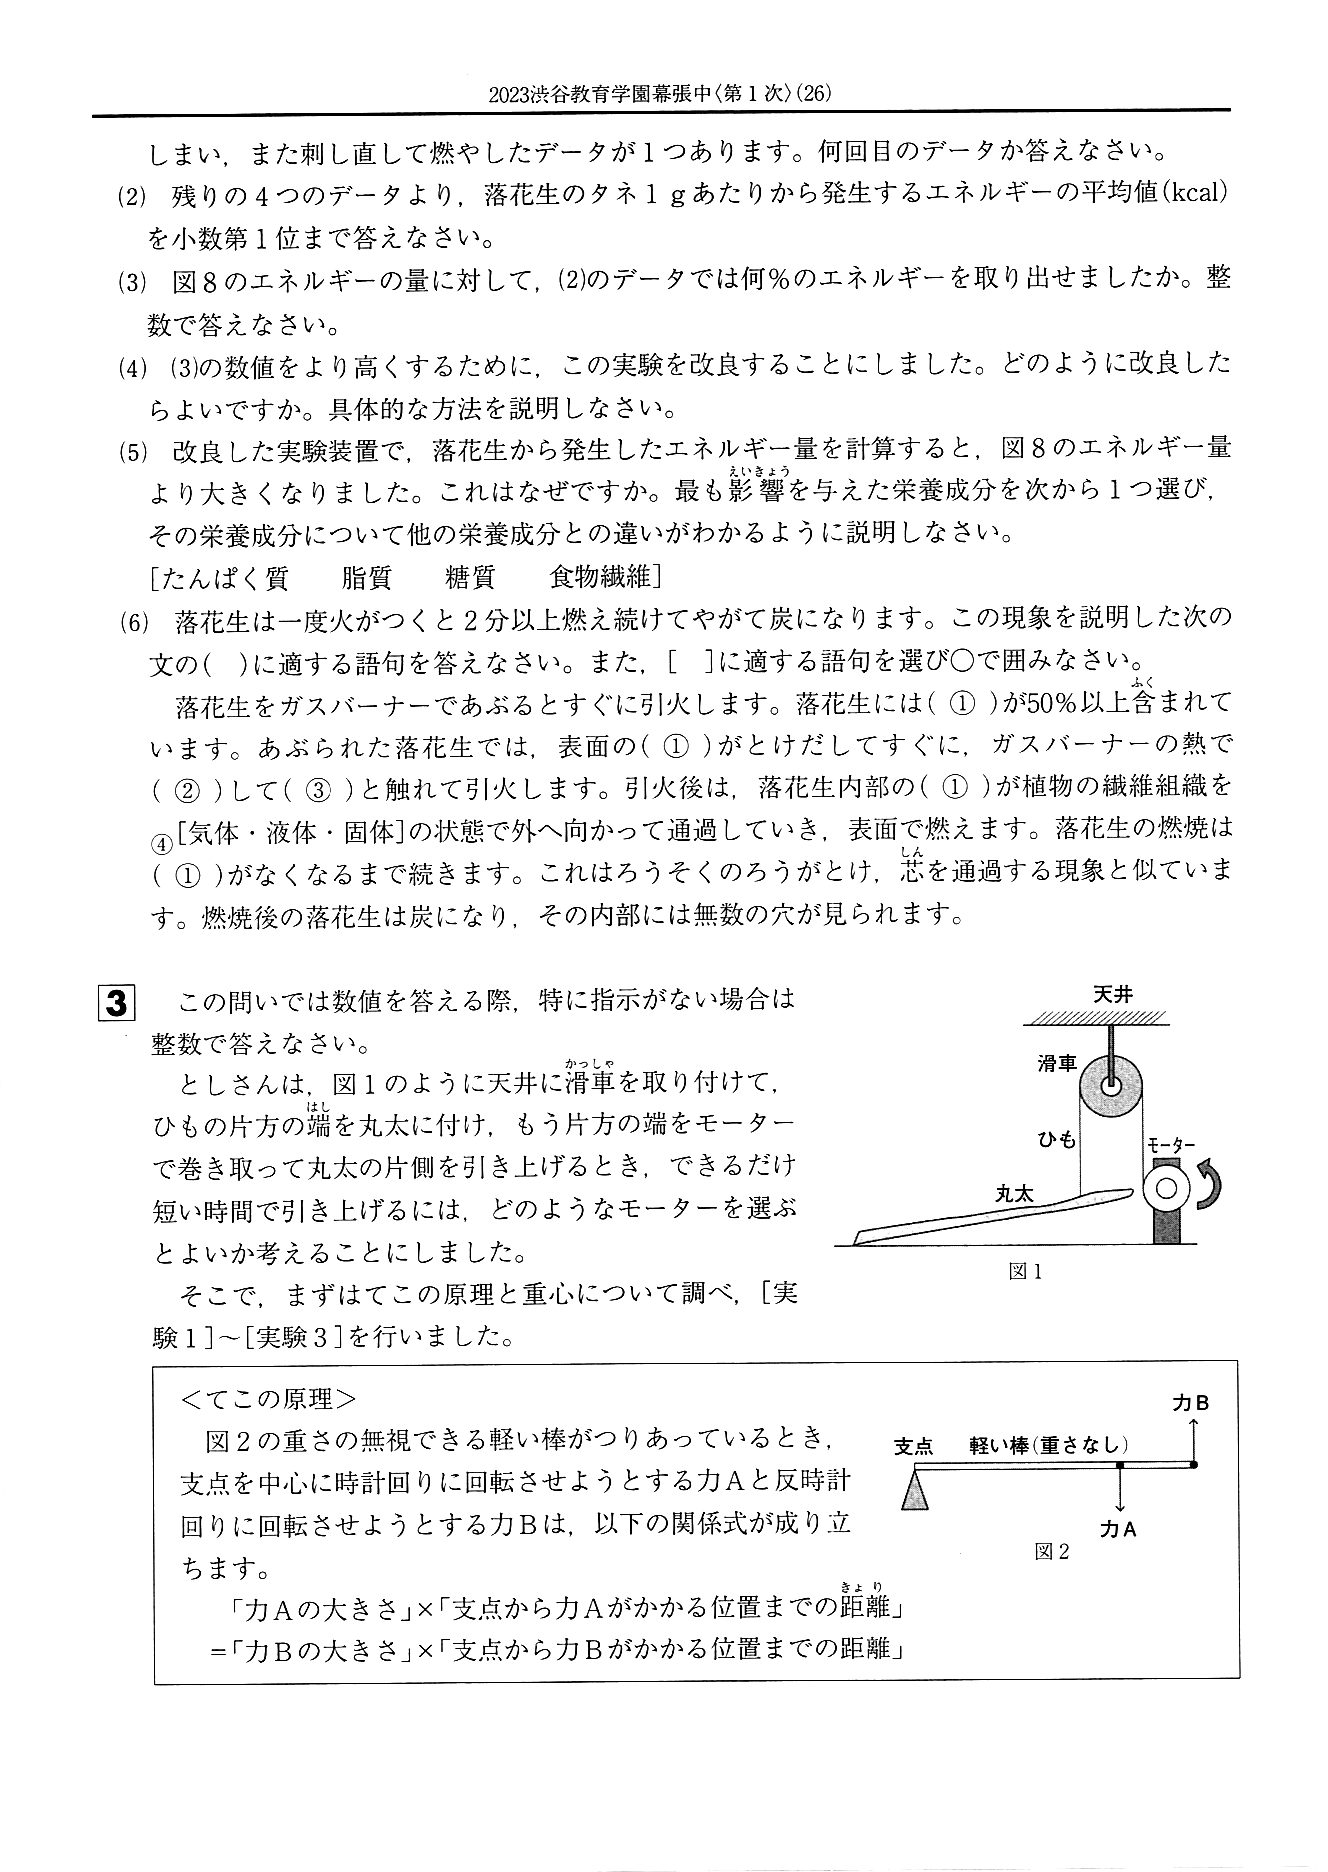 2023渋谷教育学園幕張中〈第1次〉(26)
しまい，また刺し直して燃やしたデータが1つあります。何回目のデータか答えなさい。
(2) 残りの4つのデータより，落花生のタネ1gあたりから発生するエネルギーの平均値(kcal)
を小数第1位まで答えなさい。
(3) 図8のエネルギーの量に対して，(2)のデータでは何％のエネルギーを取り出せましたか。整
数で答えなさい。
(4) (3)の数値をより高くするために，この実験を改良することにしました。どのように改良した
らよいですか。具体的な方法を説明しなさい。
(5) 改良した実験装置で，落花生から発生したエネルギー量を計算すると，図8のエネルギー量
より大きくなりました。これはなぜですか。最も影響を与えた栄養成分を次から1つ選び，
その栄養成分について他の栄養成分との違いがわかるように説明しなさい。
[たんぱく質 脂質 糖質 食物繊維]
(6) 落花生は一度火がつくと2分以上燃え続けてやがて炭になります。この現象を説明した次の
文の( )に適する語句を答えなさい。また，[ ]に適する語句を選び○で囲みなさい。
落花生をガスバーナーであぶるとすぐに引火します。落花生には( ① )が50％以上含まれて
います。あぶられた落花生では，表面の( ① )がとけだしてすぐに，ガスバーナーの熱で
( ② )して( ③ )と触れて引火します。引火後は，落花生内部の( ① )が植物の繊維組織を
④[気体・液体・固体]の状態で外へ向かって通過していき，表面で燃えます。落花生の燃焼は
( ① )がなくなるまで続きます。これはろうそくのろうがとけ，芯を通過する現象と似ていま
す。燃焼後の落花生は炭になり，その内部には無数の穴が見られます。
3 この問いでは数値を答える際，特に指示がない場合は
整数で答えなさい。
としさんは，図1のように天井に滑車を取り付けて，
ひもの片方の端を丸太に付け，もう片方の端をモーター
で巻き取って丸太の片側を引き上げるとき，できるだけ
短い時間で引き上げるには，どのようなモーターを選ぶ
とよいか考えることにしました。
そこで，まずはてこの原理と重心について調べ，[実
験1]～[実験3]を行いました。
天井
滑車
ひも
モーター
丸太
図1
＜てこの原理＞
図2の重さの無視できる軽い棒がつりあっているとき，
支点を中心に時計回りに回転させようとする力Aと反時計
回りに回転させようとする力Bは，以下の関係式が成り立
ちます。
「力Aの大きさ」×「支点から力Aがかかる位置までの距離」
=「力Bの大きさ」×「支点から力Bがかかる位置までの距離」
力B
支点 軽い棒(重さなし)
力A
図2